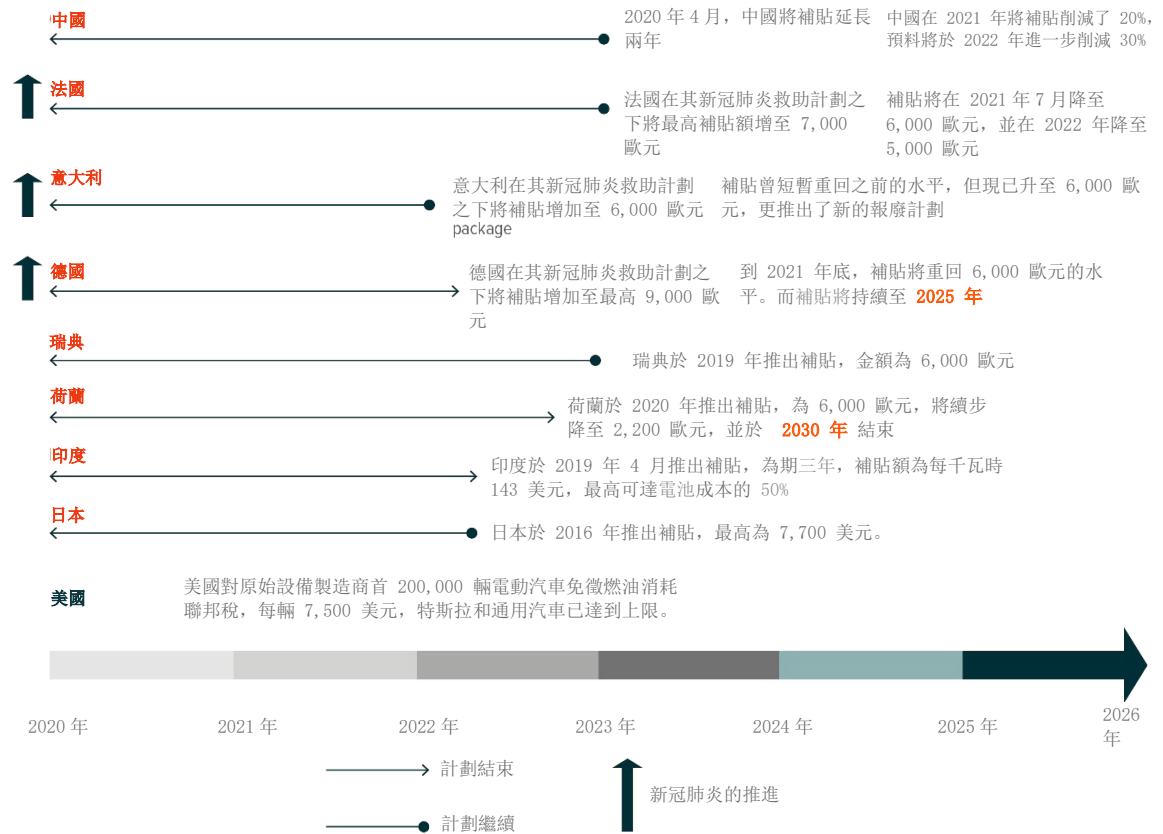 中國
2020 年 4 月，中國將補貼延長
兩年
中國在 2021 年將補貼削減了 20%，
預料將於 2022 年進一步削減 30%
法國
法國在其新冠肺炎救助計劃之
下將最高補貼額增至 7,000
歐元
補貼將在 2021 年 7 月降至
6,000 歐元，並在 2022 年降至
5,000 歐元
意大利
意大利在其新冠肺炎救助計劃
之下將補貼增加至 6,000 歐元
package
補貼曾短暫重回之前的水平，但現已升至 6,000 歐
元，更推出了新的報廢計劃
德國
德國在其新冠肺炎救助計劃之
下將補貼增加至最高 9,000 歐
元
到 2021 年底，補貼將重回 6,000 歐元的水
平。而補貼將持續至 2025 年
瑞典
瑞典於 2019 年推出補貼，金額為 6,000 歐元
荷蘭
荷蘭於 2020 年推出補貼，為 6,000 歐元，將續步
降至 2,200 歐元，並於 2030 年 結束
印度
印度於 2019 年 4 月推出補貼，為期三年，補貼額為每千瓦時
143 美元，最高可達電池成本的 50%
日本
日本於 2016 年推出補貼，最高為 7,700 美元。
美國
美國對原始設備製造商首 200,000 輛電動汽車免徵燃油消耗
聯邦稅，每輛 7,500 美元，特斯拉和通用汽車已達到上限。
2020 年
2021 年
2022 年
2023 年
2024 年
2025 年
2026
年
計劃結束
新冠肺炎的推進
計劃繼續